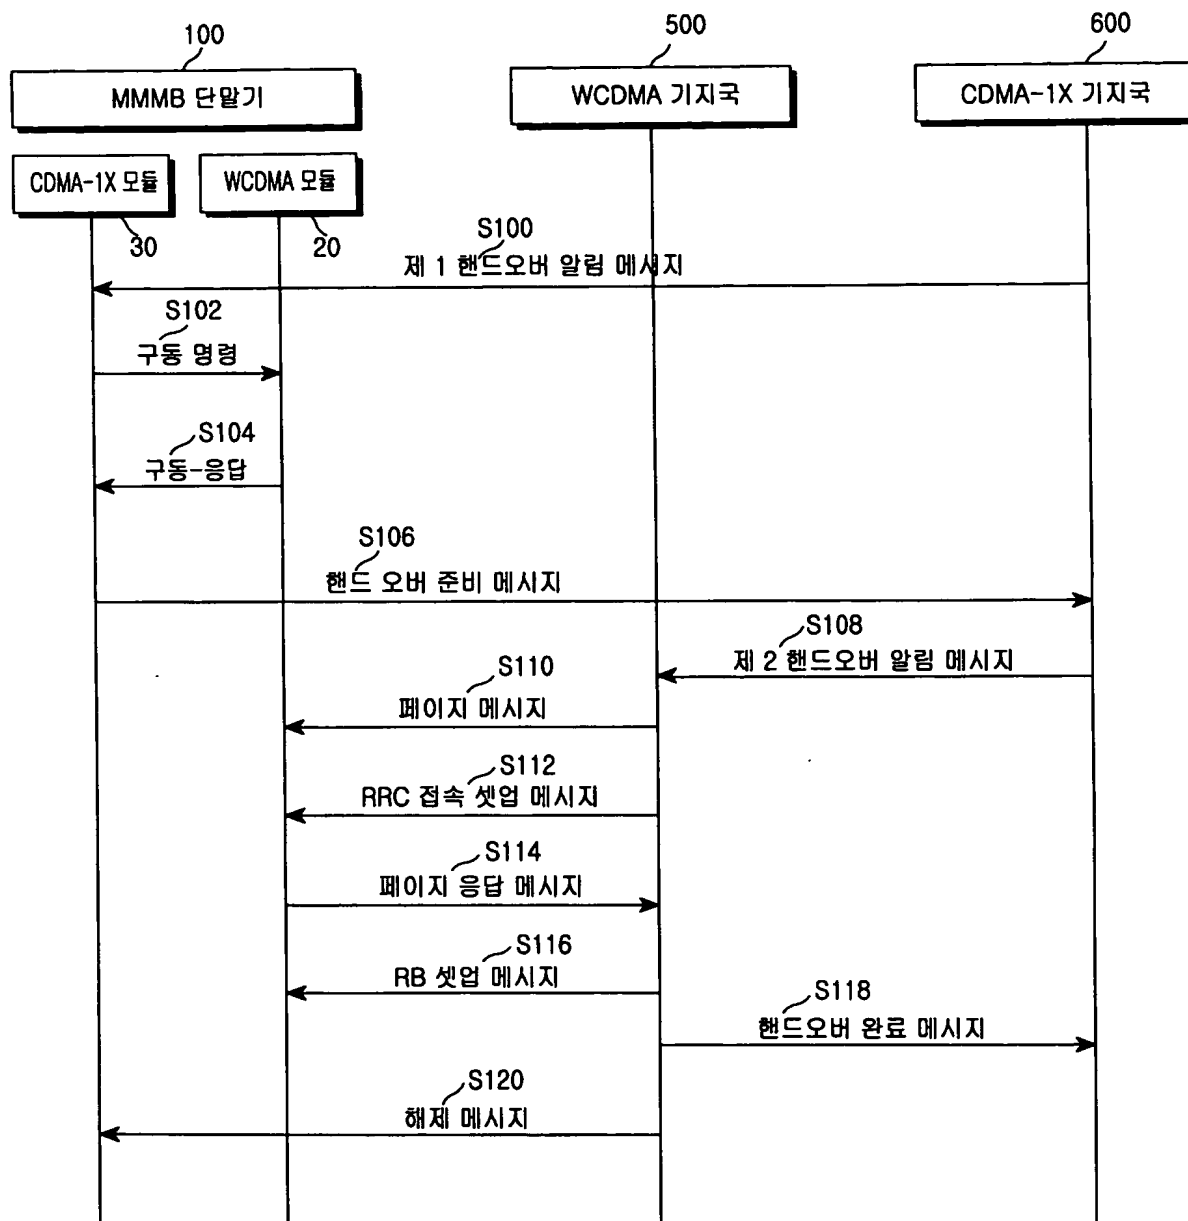 100
500
600
MMMB 단말기
WCDMA 기지국
CDMA-1X 기지국
CDMA-1X 모듈
WCDMA 모듈
30
20
S100
제 1 핸드오버 알림 메시지
S102
구동 명령
S104
구동-응답
S106
핸드 오버 준비 메시지
S108
제 2 핸드오버 알림 메시지
S110
페이지 메시지
S112
RRC 접속 셋업 메시지
S114
페이지 응답 메시지
S116
RB 셋업 메시지
S118
핸드오버 완료 메시지
S120
해제 메시지